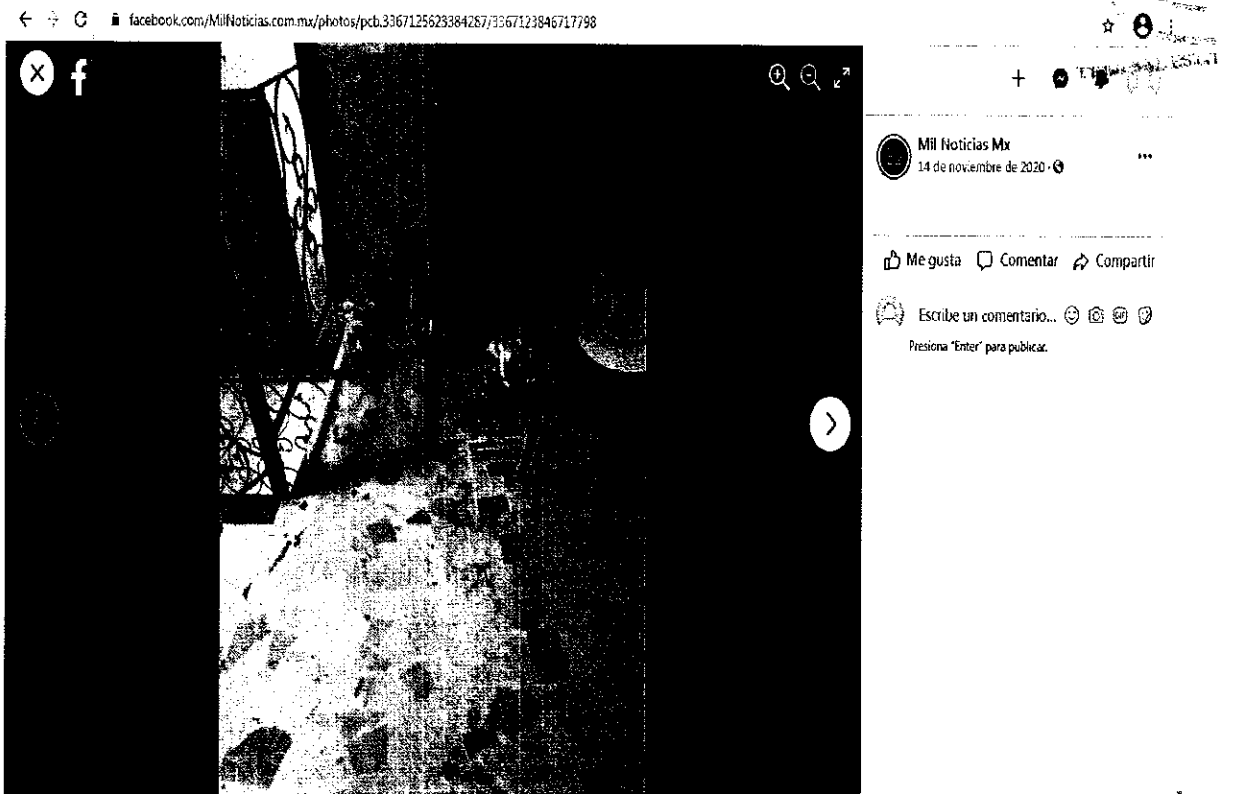 facebook.com/MilNoticias.com.mx/photos/pcb.3367125623384287/3367123846717798
Mil Noticias Mx
14 de noviembre de 2020 ·
Me gusta Comentar Compartir
Escribe un comentario... GIF
Presiona "Enter" para publicar.